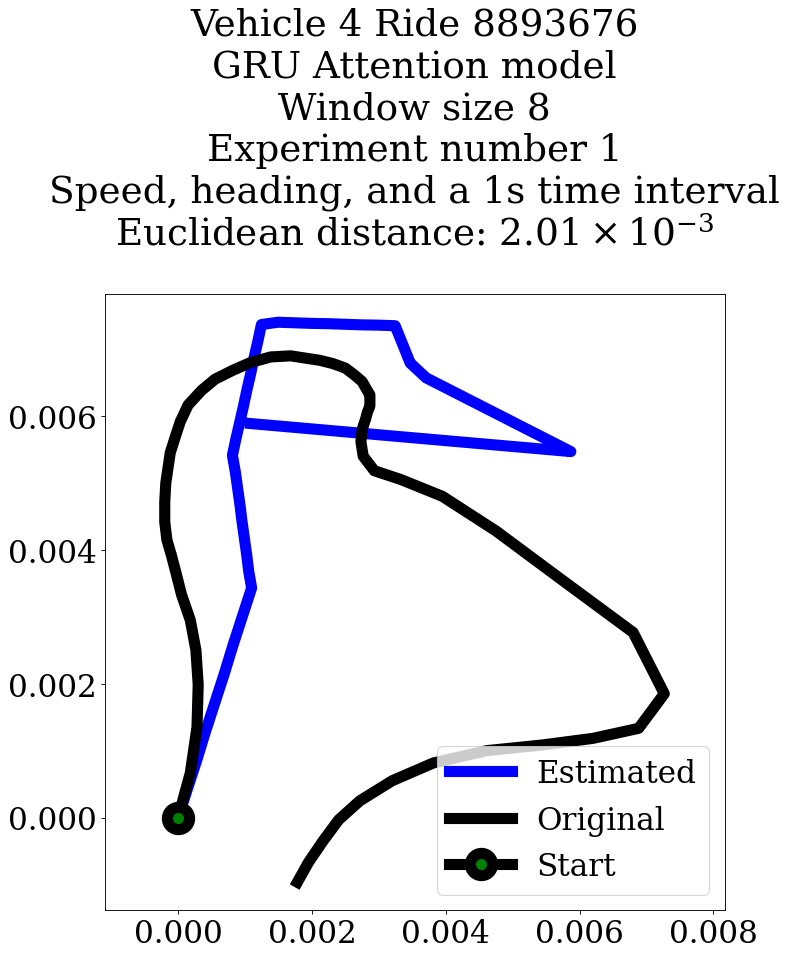 Vehicle 4 Ride 8893676
GRU Attention model
Window size 8
Experiment number 1
Speed, heading, and a 1s time interval
Euclidean distance: 2.01 × 10⁻³
0.006
0.004
0.002
0.000
Estimated
Original
Start
0.000 0.002 0.004 0.006 0.008